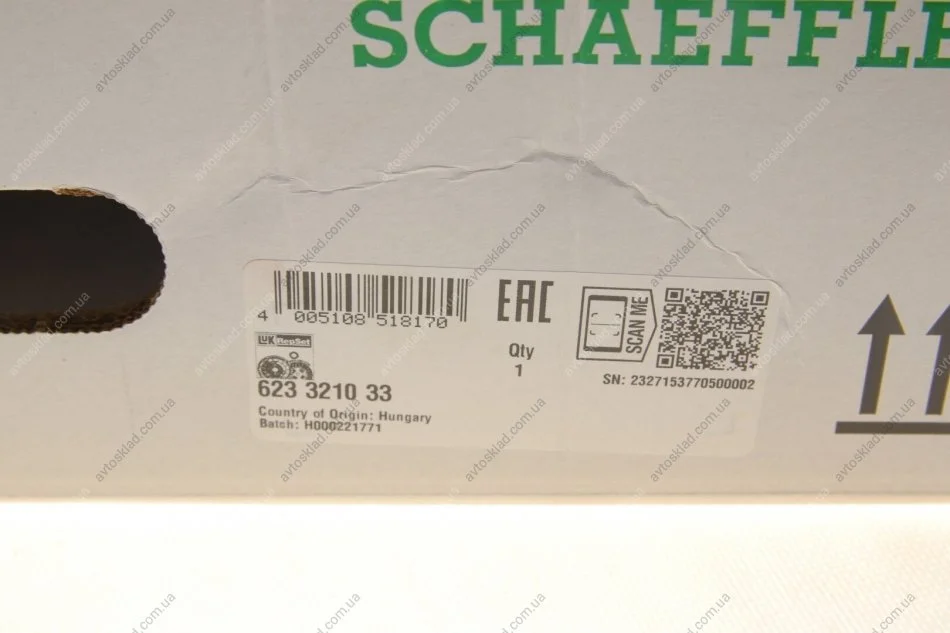 SCHAEFFLE
4 005108 518170
EAC
SCAN ME
LUK RepSet
Qty
1
623 3210 33
SN: 2327153770500002
Country of Origin: Hungary
Batch: H000221771
avtosklad.com.ua